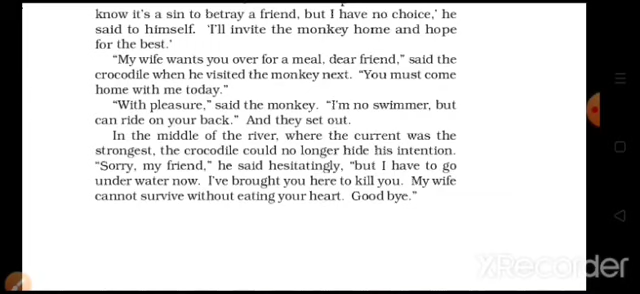 know it's a sin to betray a friend, but I have no choice,' he
said to himself. 'I'll invite the monkey home and hope
for the best.'
"My wife wants you over for a meal, dear friend," said the
crocodile when he visited the monkey next. "You must come
home with me today."
"With pleasure," said the monkey. "I'm no swimmer, but
can ride on your back." And they set out.
In the middle of the river, where the current was the
strongest, the crocodile could no longer hide his intention.
"Sorry, my friend," he said hesitatingly, "but I have to go
under water now. I've brought you here to kill you. My wife
cannot survive without eating your heart. Good bye."
XRecorder